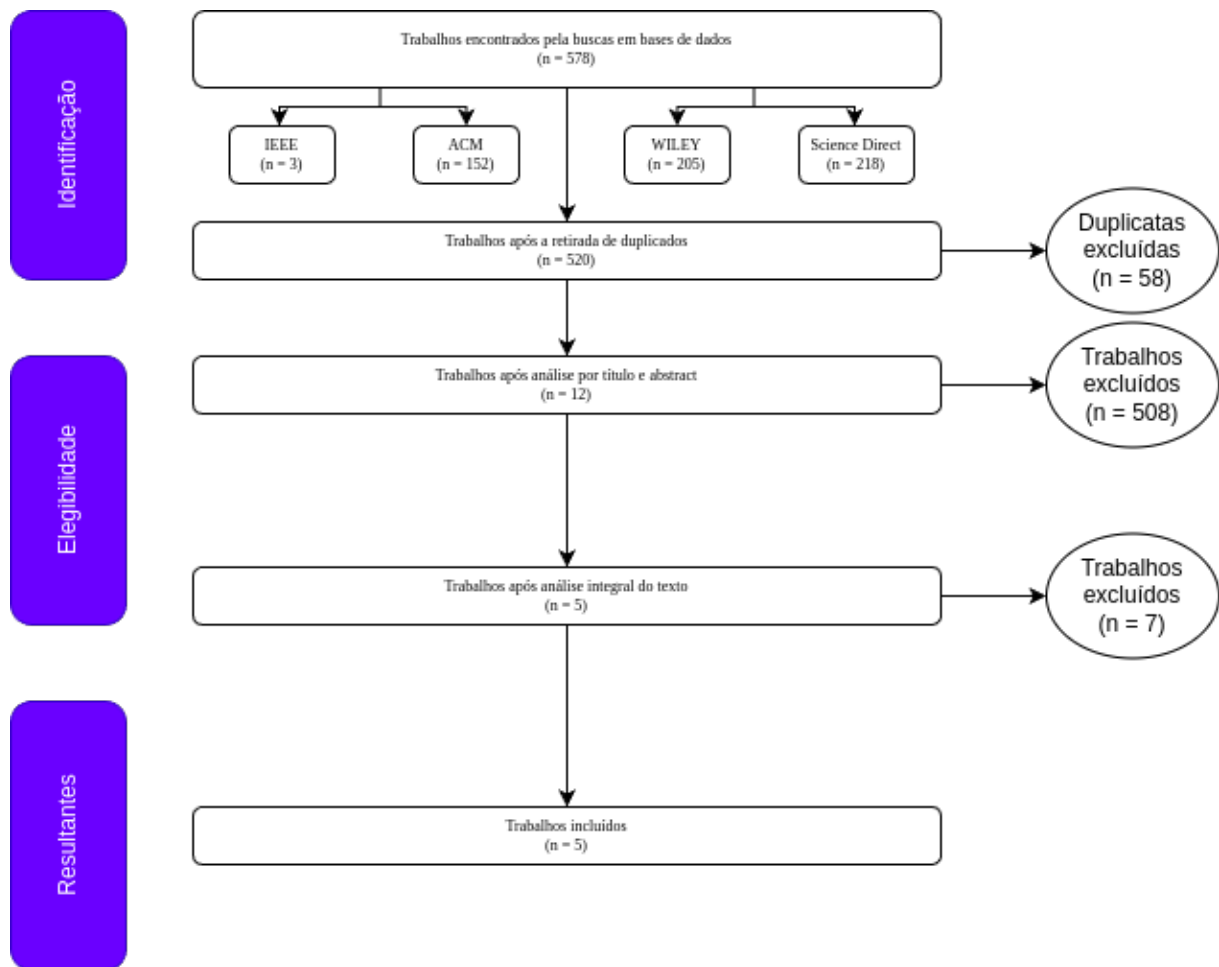 Identificação
Trabalhos encontrados pela buscas em bases de dados
(n = 578)
IEEE
(n = 3)
ACM
(n = 152)
WILEY
(n = 205)
Science Direct
(n = 218)
Trabalhos após a retirada de duplicados
(n = 520)
Duplicatas
excluídas
(n = 58)
Elegibilidade
Trabalhos após análise por título e abstract
(n = 12)
Trabalhos
excluídos
(n = 508)
Trabalhos após análise integral do texto
(n = 5)
Trabalhos
excluídos
(n = 7)
Resultantes
Trabalhos incluídos
(n = 5)